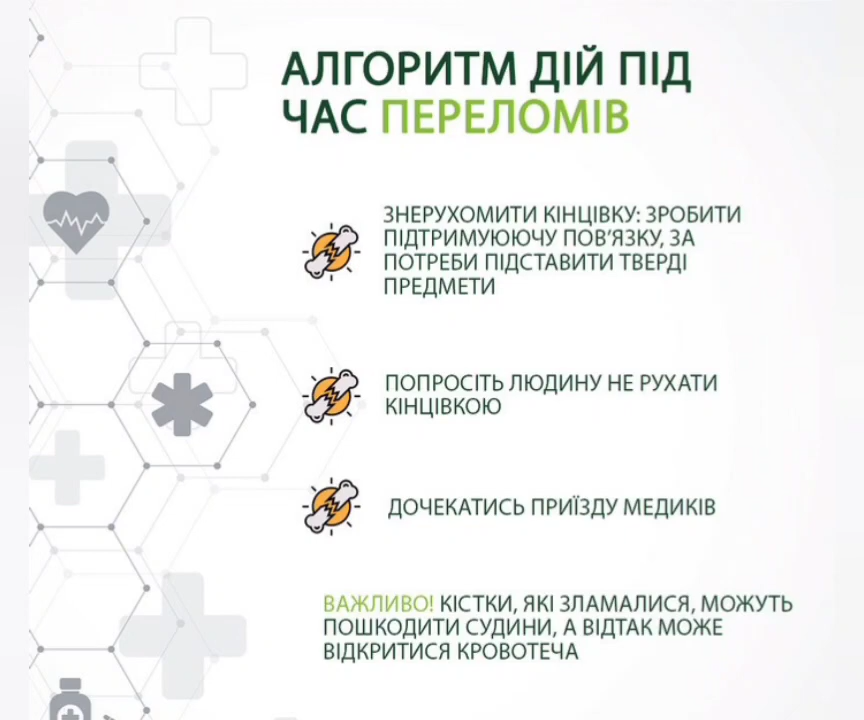 АЛГОРИТМ ДІЙ ПІД
ЧАС ПЕРЕЛОМІВ
ЗНЕРУХОМИТИ КІНЦІВКУ: ЗРОБИТИ
ПІДТРИМУЮЮЧУ ПОВ'ЯЗКУ, ЗА
ПОТРЕБИ ПІДСТАВИТИ ТВЕРДІ
ПРЕДМЕТИ
ПОПРОСІТЬ ЛЮДИНУ НЕ РУХАТИ
КІНЦІВКОЮ
ДОЧЕКАТИСЬ ПРИЇЗДУ МЕДИКІВ
ВАЖЛИВО! КІСТКИ, ЯКІ ЗЛАМАЛИСЯ, МОЖУТЬ
ПОШКОДИТИ СУДИНИ, А ВІДТАК МОЖЕ
ВІДКРИТИСЯ КРОВОТЕЧА